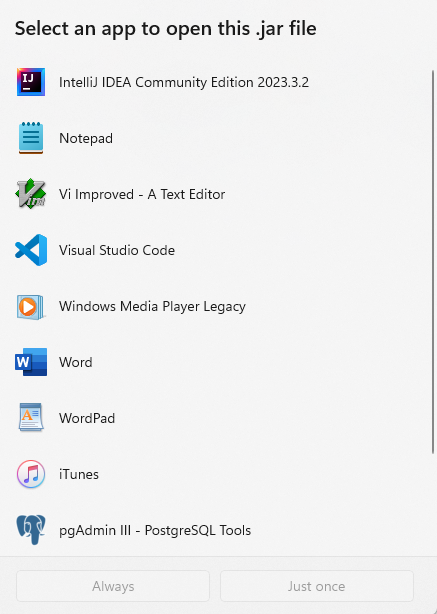 Select an app to open this .jar file
IJ
IntelliJ IDEA Community Edition 2023.3.2
Notepad
Vim
Vi Improved - A Text Editor
Visual Studio Code
Windows Media Player Legacy
W
Word
A
WordPad
iTunes
pgAdmin III - PostgreSQL Tools
Always
Just once